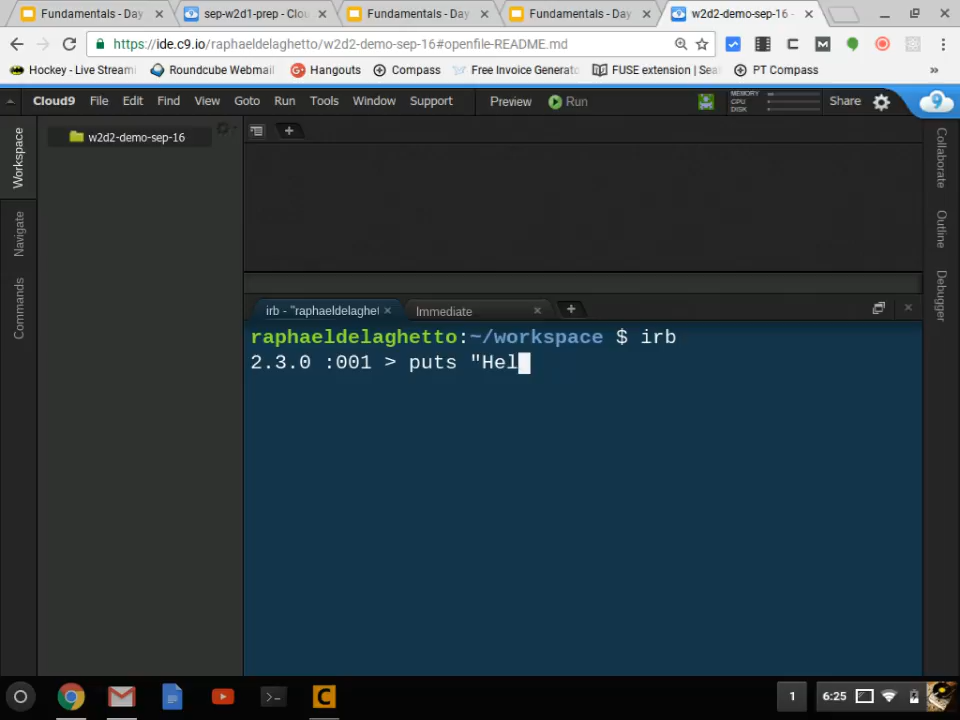 Fundamentals - Day
sep-w2d1-prep - Clou
Fundamentals - Day
Fundamentals - Day
w2d2-demo-sep-16 -
https://ide.c9.io/raphaeldelaghetto/w2d2-demo-sep-16#openfile-README.md
Hockey - Live Stream
Roundcube Webmail
Hangouts
Compass
Free Invoice Generato
FUSE extension | Sea
PT Compass
»
Cloud9 File Edit Find View Goto Run Tools Window Support Preview Run
MEMORY
CPU
DISK
Share
Workspace
Navigate
Commands
w2d2-demo-sep-16
Collaborate
Outline
Debugger
irb - "raphaeldelaghet
Immediate
raphaeldelaghetto:~/workspace $ irb
2.3.0 :001 > puts "Hel
1
6:25